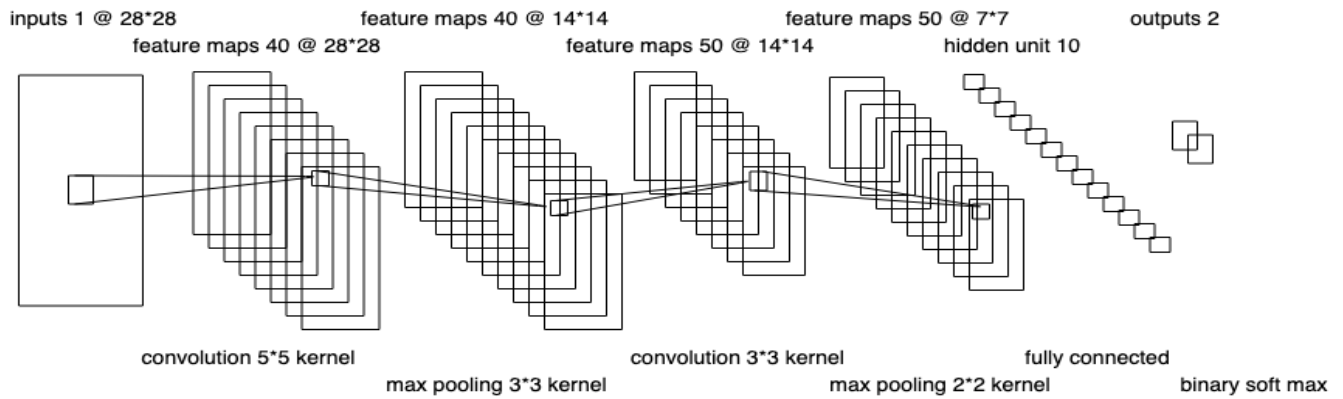 inputs 1 @ 28*28
feature maps 40 @ 28*28
feature maps 40 @ 14*14
feature maps 50 @ 14*14
feature maps 50 @ 7*7
hidden unit 10
outputs 2
convolution 5*5 kernel
max pooling 3*3 kernel
convolution 3*3 kernel
max pooling 2*2 kernel
fully connected
binary soft max